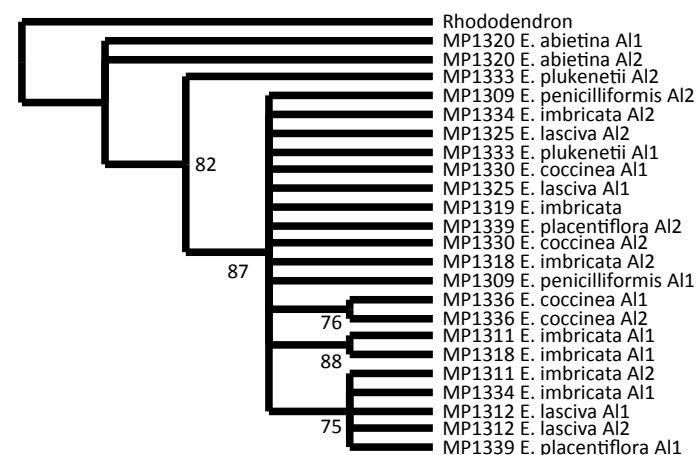 Rhododendron
MP1320 E. abietina Al1
MP1320 E. abietina Al2
MP1333 E. plukenetii Al2
MP1309 E. penicilliformis Al2
MP1334 E. imbricata Al2
MP1325 E. lasciva Al2
MP1333 E. plukenetii Al1
82
MP1330 E. coccinea Al1
MP1325 E. lasciva Al1
MP1319 E. imbricata
MP1339 E. placentiflora Al2
MP1330 E. coccinea Al2
MP1318 E. imbricata Al2
87
MP1309 E. penicilliformis Al1
MP1336 E. coccinea Al1
76
MP1336 E. coccinea Al2
MP1311 E. imbricata Al1
MP1318 E. imbricata Al1
88
MP1311 E. imbricata Al2
MP1334 E. imbricata Al1
MP1312 E. lasciva Al1
75
MP1312 E. lasciva Al2
MP1339 E. placentiflora Al1